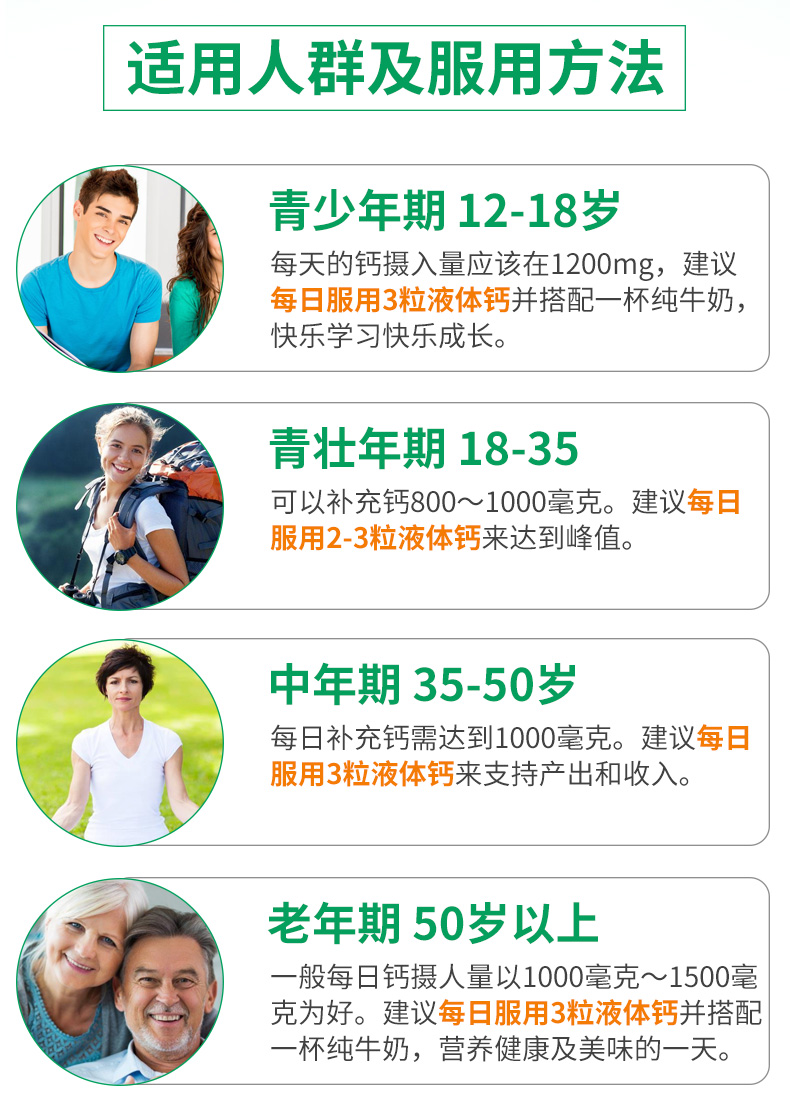 适用人群及服用方法
青少年期 12-18岁
每天的钙摄入量应该在1200mg，建议
每日服用3粒液体钙并搭配一杯纯牛奶，
快乐学习快乐成长。
青壮年期 18-35
可以补充钙800～1000毫克。建议每日
服用2-3粒液体钙来达到峰值。
中年期 35-50岁
每日补充钙需达到1000毫克。建议每日
服用3粒液体钙来支持产出和收入。
老年期 50岁以上
一般每日钙摄人量以1000毫克～1500毫
克为好。建议每日服用3粒液体钙并搭配
一杯纯牛奶，营养健康及美味的一天。